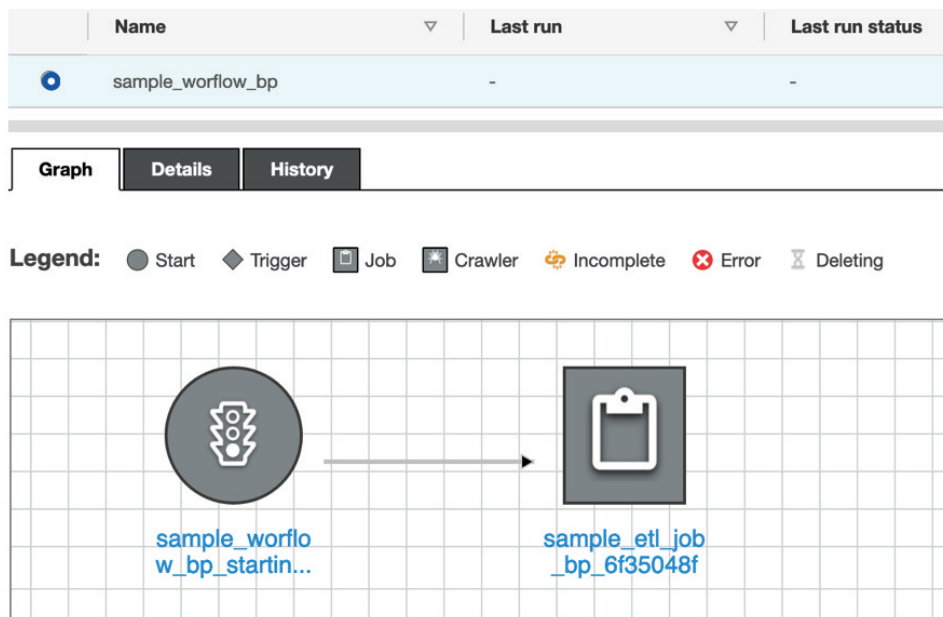 Name Last run Last run status
sample_worflow_bp - -
Graph Details History
Legend: Start Trigger Job Crawler Incomplete Error Deleting
sample_worflo
w_bp_startin...
sample_etl_job
_bp_6f35048f